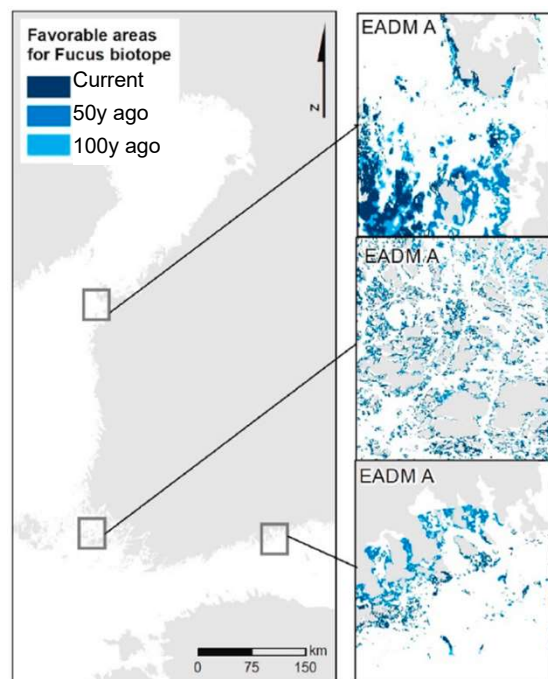 Favorable areas
for Fucus biotope
Current
50y ago
100y ago
z
km
0 75 150
EADM A
EADM A
EADM A